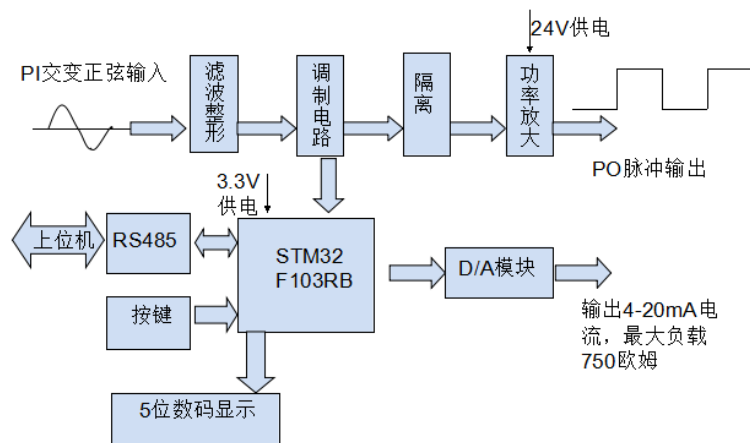 24V供电
PI交变正弦输入
滤波整形
调制电路
隔离
功率放大
PO脉冲输出
3.3V
供电
上位机
RS485
STM32
F103RB
D/A模块
按键
输出4-20mA电
流，最大负载
750欧姆
5位数码显示